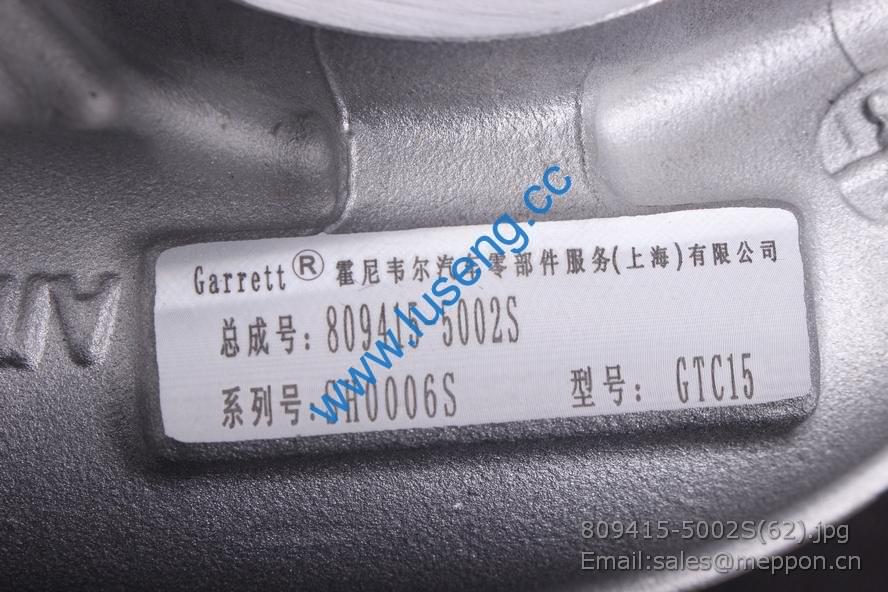 Garrett® 霍尼韦尔汽车零部件服务(上海)有限公司
总成号: 809415-5002S
系列号: H0006S
型号: GTC15
www.luseng.cc
809415-5002S(62).jpg
Email:sales@meppon.cn